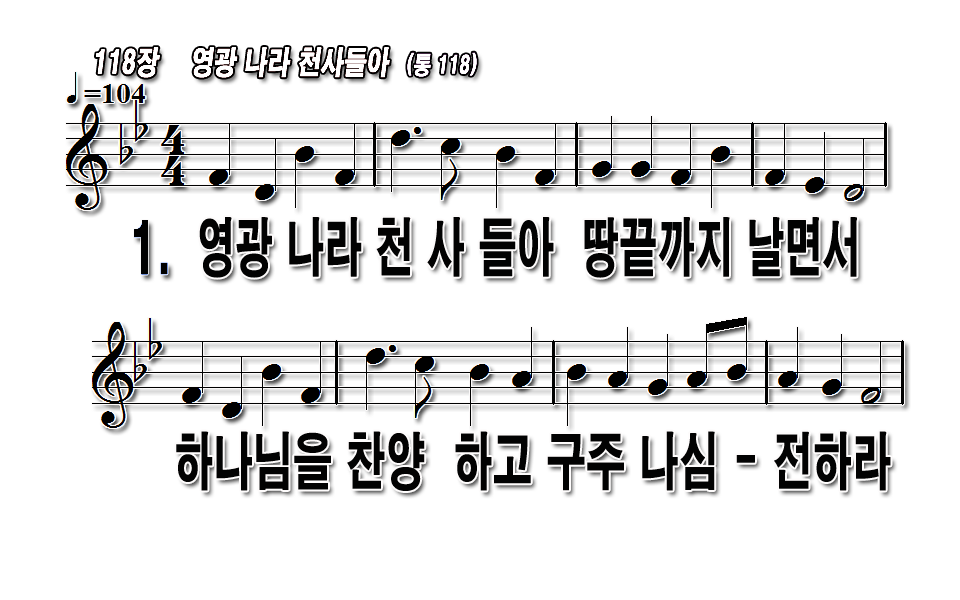 118장 영광 나라 천사들아 (통 118)
♩=104
4/4
1. 영광 나라 천 사 들아 땅끝까지 날면서
하나님을 찬양 하고 구주 나심 - 전하라